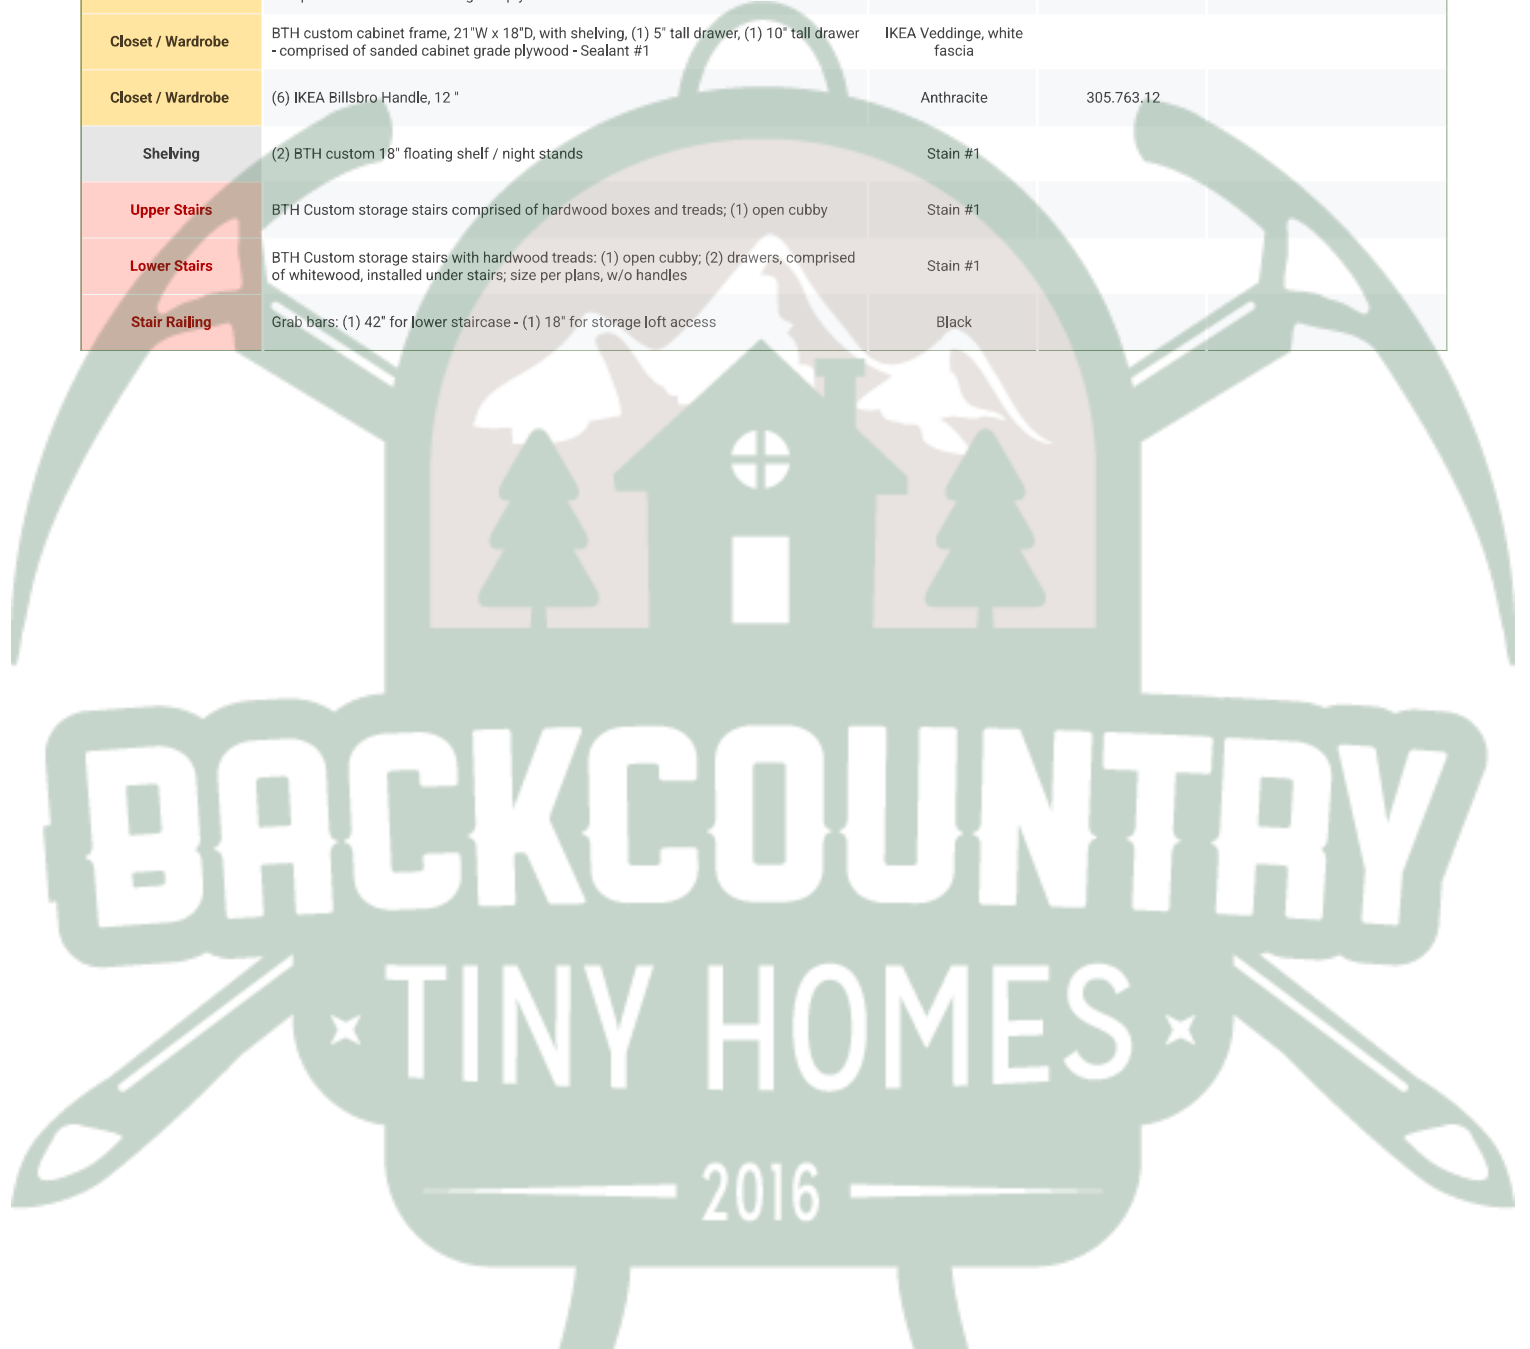 Closet / Wardrobe
BTH custom cabinet frame, 21"W x 18"D, with shelving, (1) 5" tall drawer, (1) 10" tall drawer
- comprised of sanded cabinet grade plywood - Sealant #1
IKEA Veddinge, white
fascia
Closet / Wardrobe
(6) IKEA Billsbro Handle, 12 "
Anthracite
305.763.12
Shelving
(2) BTH custom 18" floating shelf / night stands
Stain #1
Upper Stairs
BTH Custom storage stairs comprised of hardwood boxes and treads; (1) open cubby
Stain #1
Lower Stairs
BTH Custom storage stairs with hardwood treads: (1) open cubby; (2) drawers, comprised
of whitewood, installed under stairs; size per plans, w/o handles
Stain #1
Stair Railing
Grab bars: (1) 42" for lower staircase - (1) 18" for storage loft access
Black
BACKCOUNTRY
TINY HOMES
2016